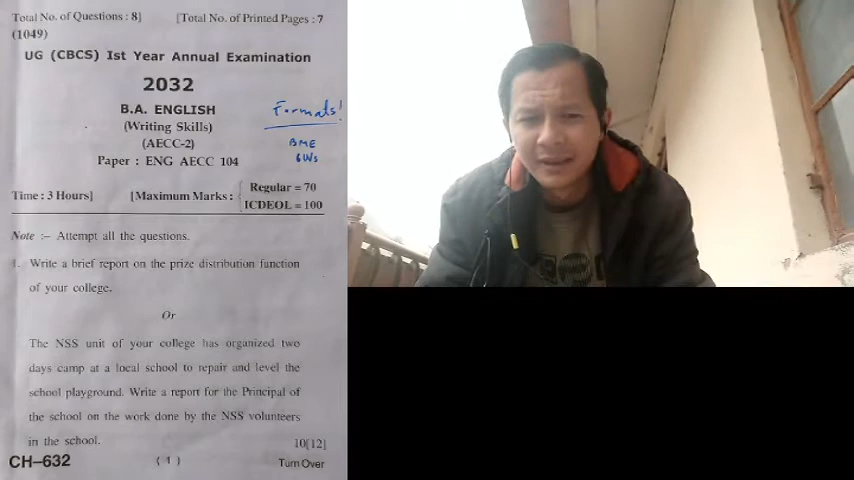 Total No. of Questions : 8] [Total No. of Printed Pages : 7
(1049)
UG (CBCS) Ist Year Annual Examination
2032
B.A. ENGLISH
Formats!
(Writing Skills)
BME
(AECC-2)
6Ws
Paper : ENG AECC 104
Time : 3 Hours] [Maximum Marks : { Regular = 70
ICDEOL = 100
Note :– Attempt all the questions.
1. Write a brief report on the prize distribution function
of your college.
Or
The NSS unit of your college has organized two
days camp at a local school to repair and level the
school playground. Write a report for the Principal of
the school on the work done by the NSS volunteers
in the school.
10[12]
CH–632 ( 1 ) Turn Over